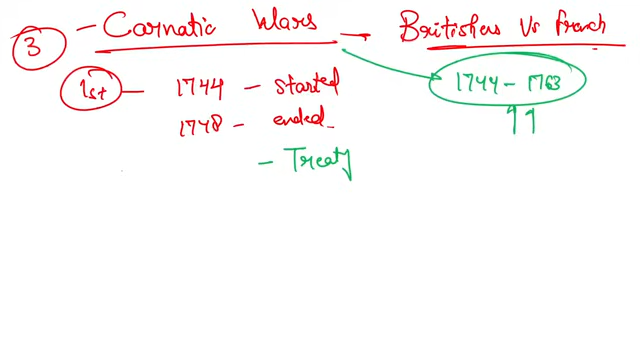 3 - Carnatic Wars - Britishers Vs French
1st - 1744 - started
1744 - 1763
1748 - ended
- Treaty